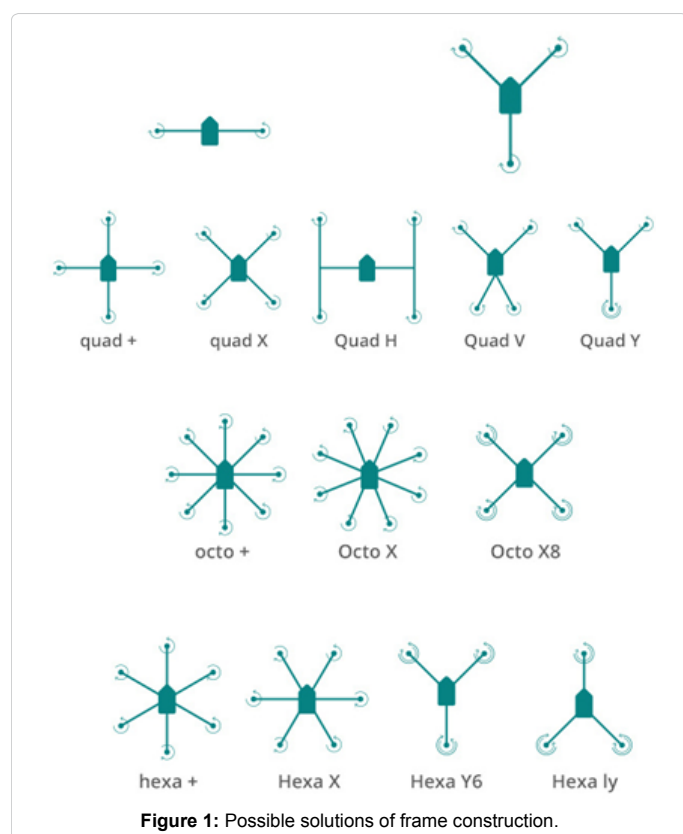 quad + quad X Quad H Quad V Quad Y
octo + Octo X Octo X8
hexa + Hexa X Hexa Y6 Hexa ly
Figure 1: Possible solutions of frame construction.